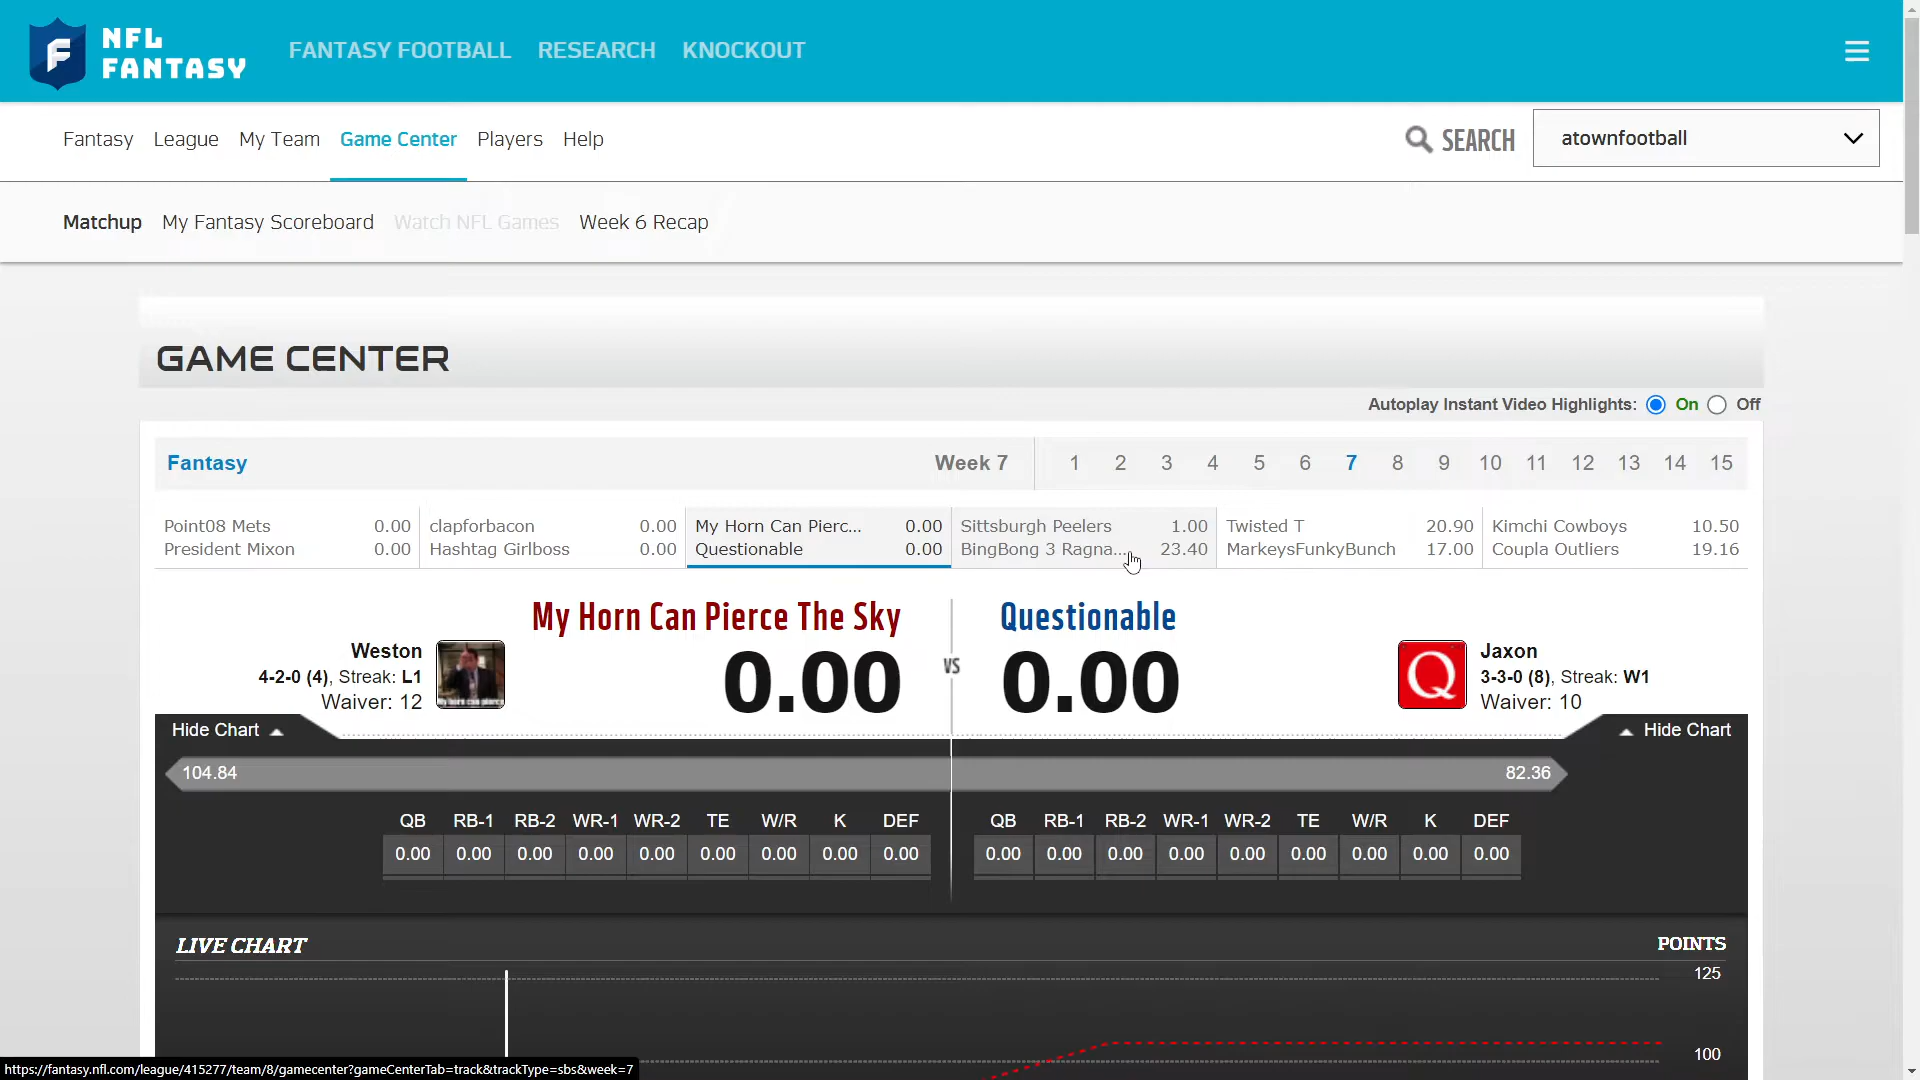 NFL FANTASY
FANTASY FOOTBALL RESEARCH KNOCKOUT
Fantasy League My Team Game Center Players Help
SEARCH
atownfootball
Matchup My Fantasy Scoreboard Watch NFL Games Week 6 Recap
GAME CENTER
Autoplay Instant Video Highlights: On Off
Fantasy Week 7 1 2 3 4 5 6 7 8 9 10 11 12 13 14 15
Point08 Mets 0.00 clapforbacon 0.00 My Horn Can Pierc... 0.00 Sittsburgh Peelers 1.00 Twisted T 20.90 Kimchi Cowboys 10.50
President Mixon 0.00 Hashtag Girlboss 0.00 Questionable 0.00 BingBong 3 Ragna... 23.40 MarkeysFunkyBunch 17.00 Coupla Outliers 19.16
My Horn Can Pierce The Sky Questionable
Weston
4-2-0 (4), Streak: L1
Waiver: 12
0.00 VS 0.00
Q
Jaxon
3-3-0 (8), Streak: W1
Waiver: 10
Hide Chart Hide Chart
104.84 82.36
QB RB-1 RB-2 WR-1 WR-2 TE W/R K DEF QB RB-1 RB-2 WR-1 WR-2 TE W/R K DEF
0.00 0.00 0.00 0.00 0.00 0.00 0.00 0.00 0.00 0.00 0.00 0.00 0.00 0.00 0.00 0.00 0.00 0.00
LIVE CHART POINTS
125
100
https://fantasy.nfl.com/league/415277/team/8/gamecenter?gameCenterTab=track&trackType=sbs&week=7